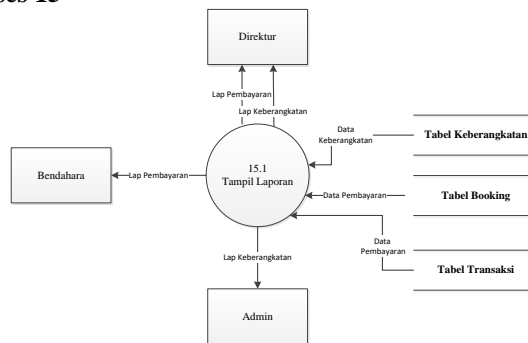 15
Direktur
Lap Pembayaran
Lap Keberangkatan
Data
Keberangkatan
Tabel Keberangkatan
15.1
Tampil Laporan
Bendahara
Lap Pembayaran
Data Pembayaran
Tabel Booking
Data
Pembayaran
Lap Keberangkatan
Tabel Transaksi
Admin